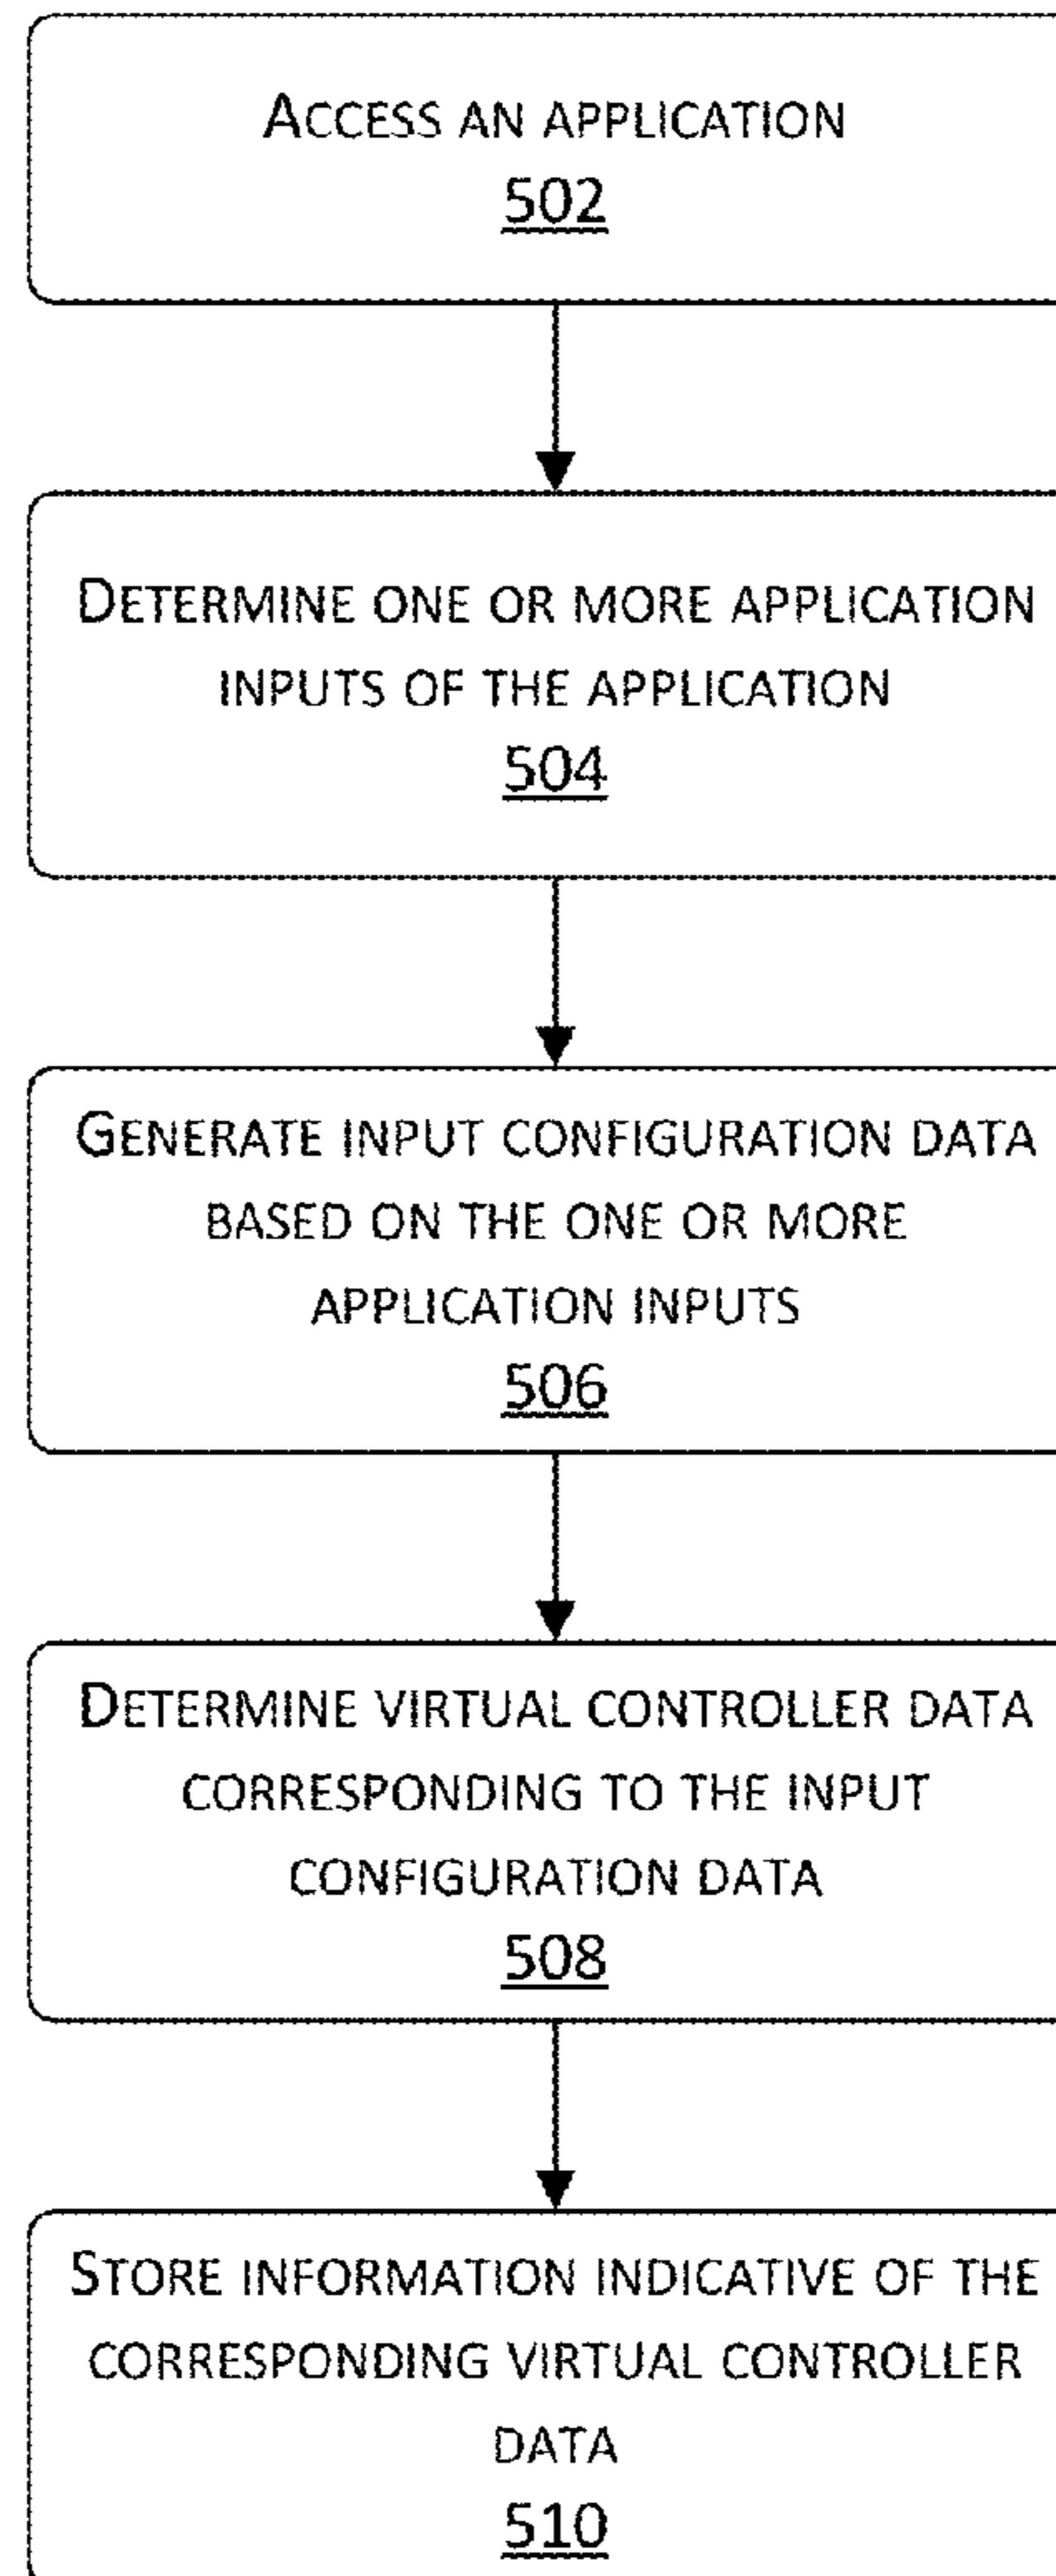 ACCESS AN APPLICATION
502
DETERMINE ONE OR MORE APPLICATION
INPUTS OF THE APPLICATION
504
GENERATE INPUT CONFIGURATION DATA
BASED ON THE ONE OR MORE
APPLICATION INPUTS
506
DETERMINE VIRTUAL CONTROLLER DATA
CORRESPONDING TO THE INPUT
CONFIGURATION DATA
508
STORE INFORMATION INDICATIVE OF THE
CORRESPONDING VIRTUAL CONTROLLER
DATA
510